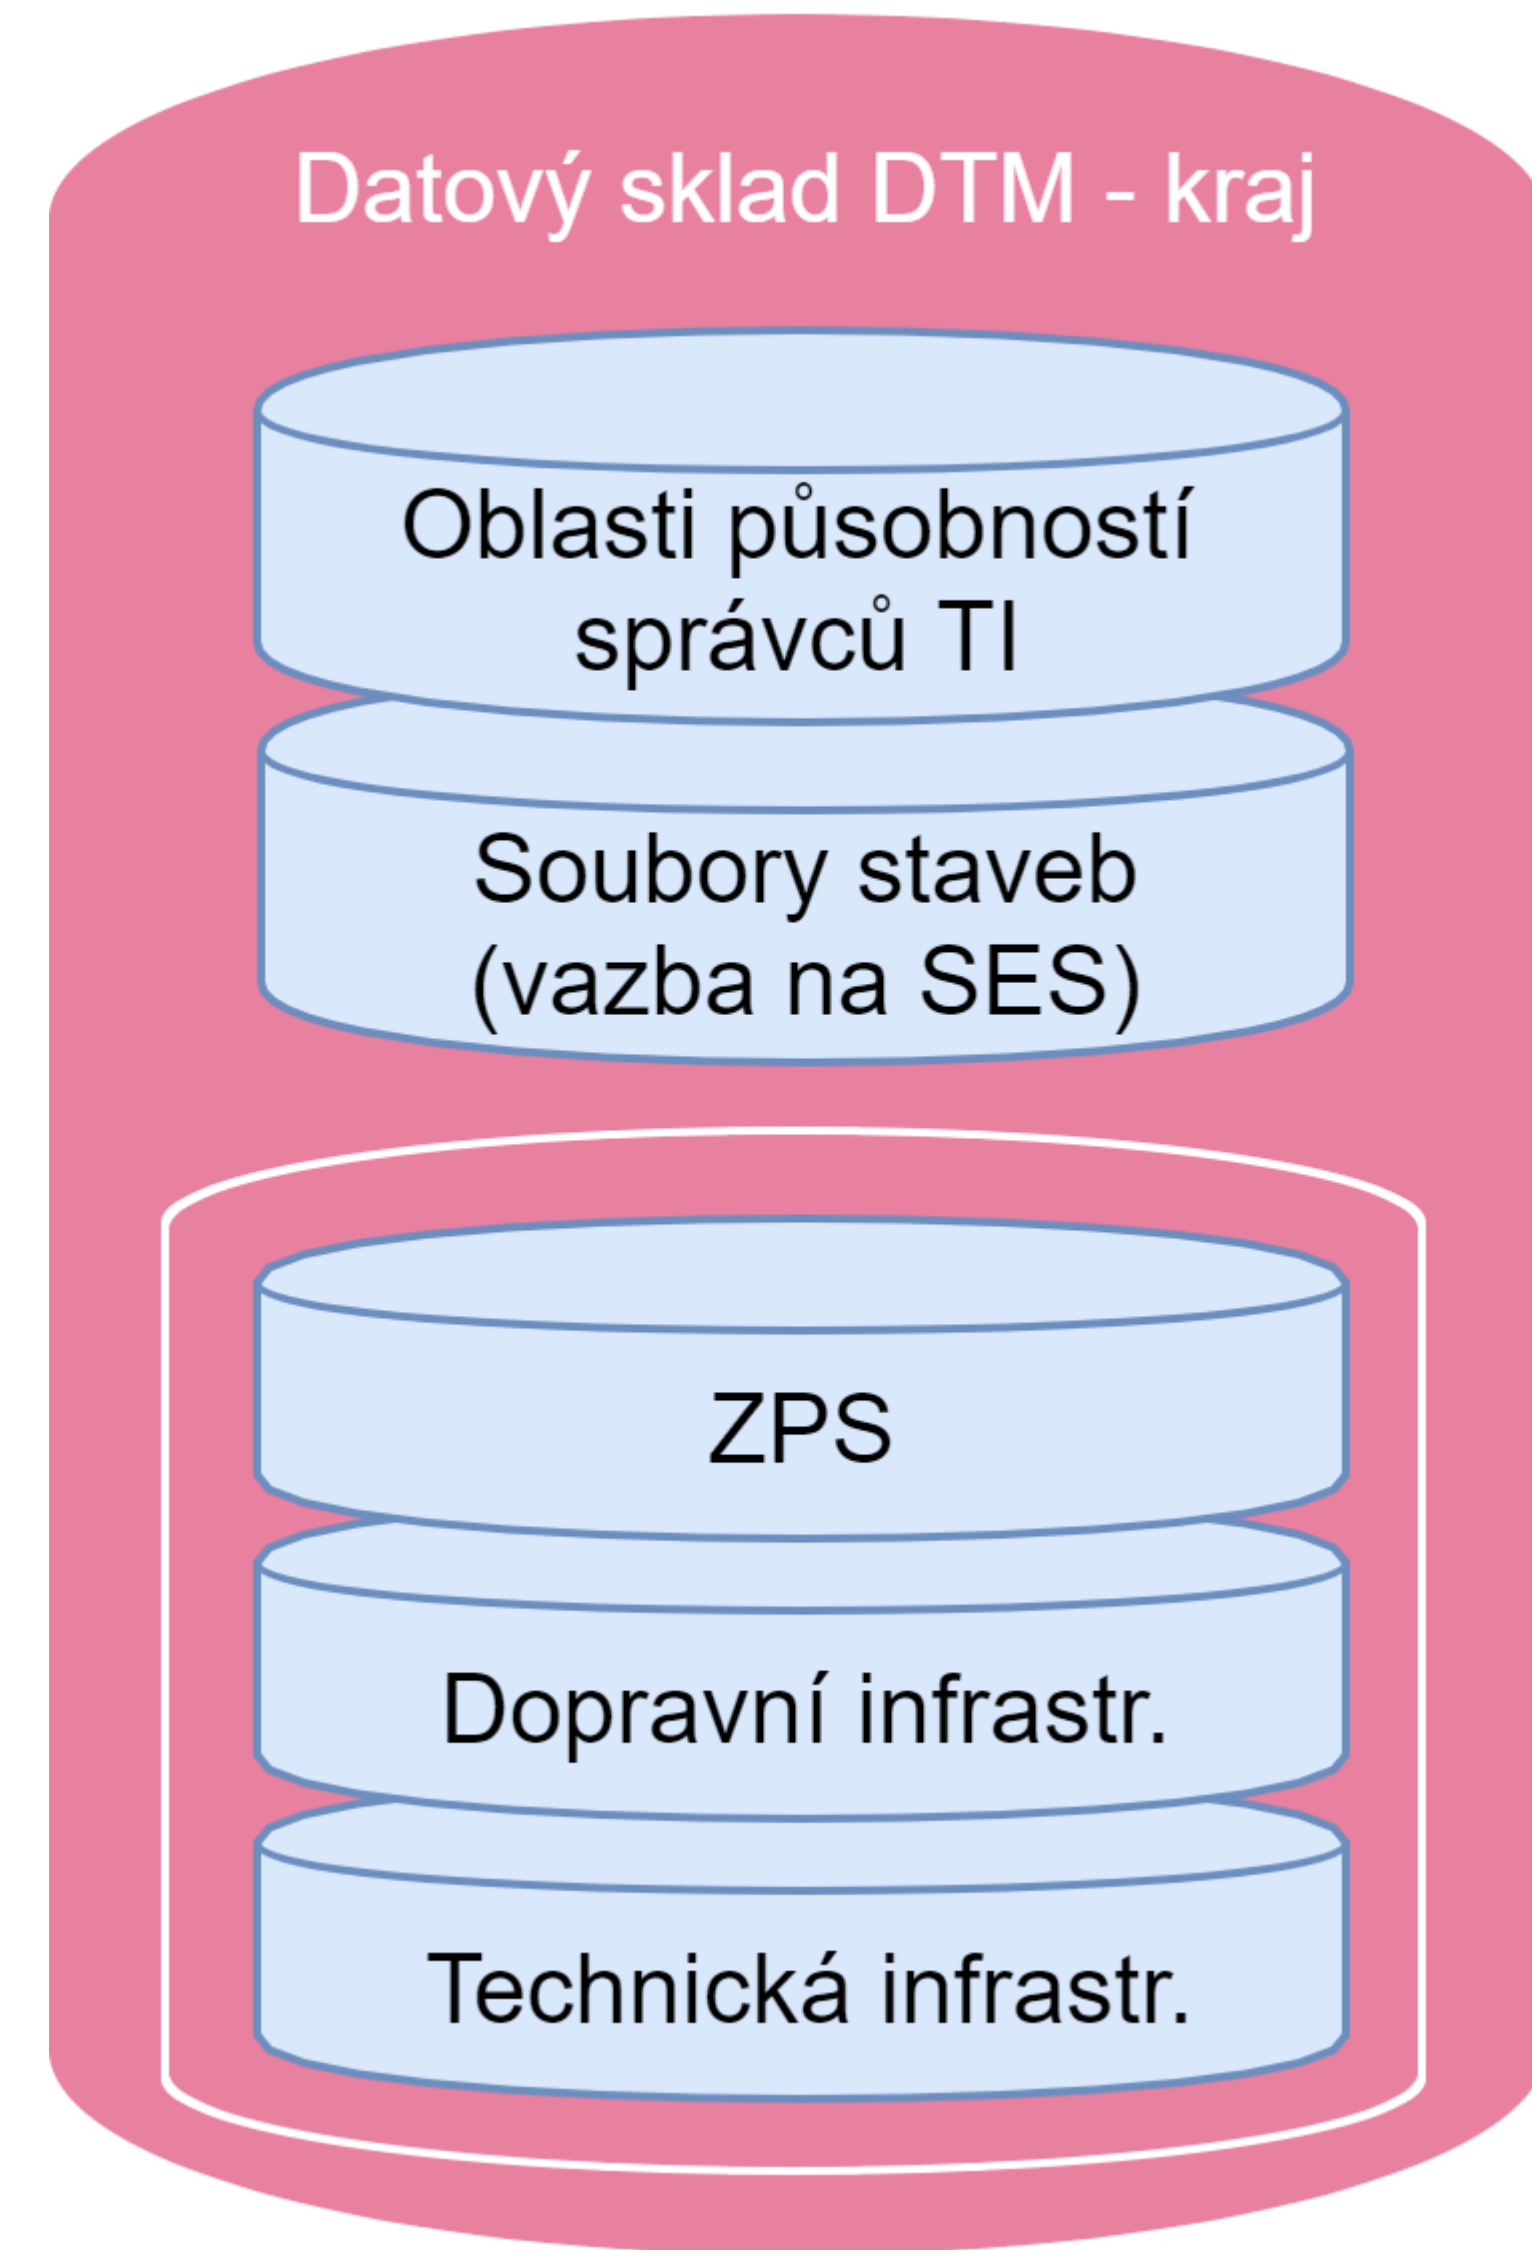 Datový sklad DTM - kraj
Oblasti působností
správců TI
Soubory staveb
(vazba na SES)
ZPS
Dopravní infrastr.
Technická infrastr.